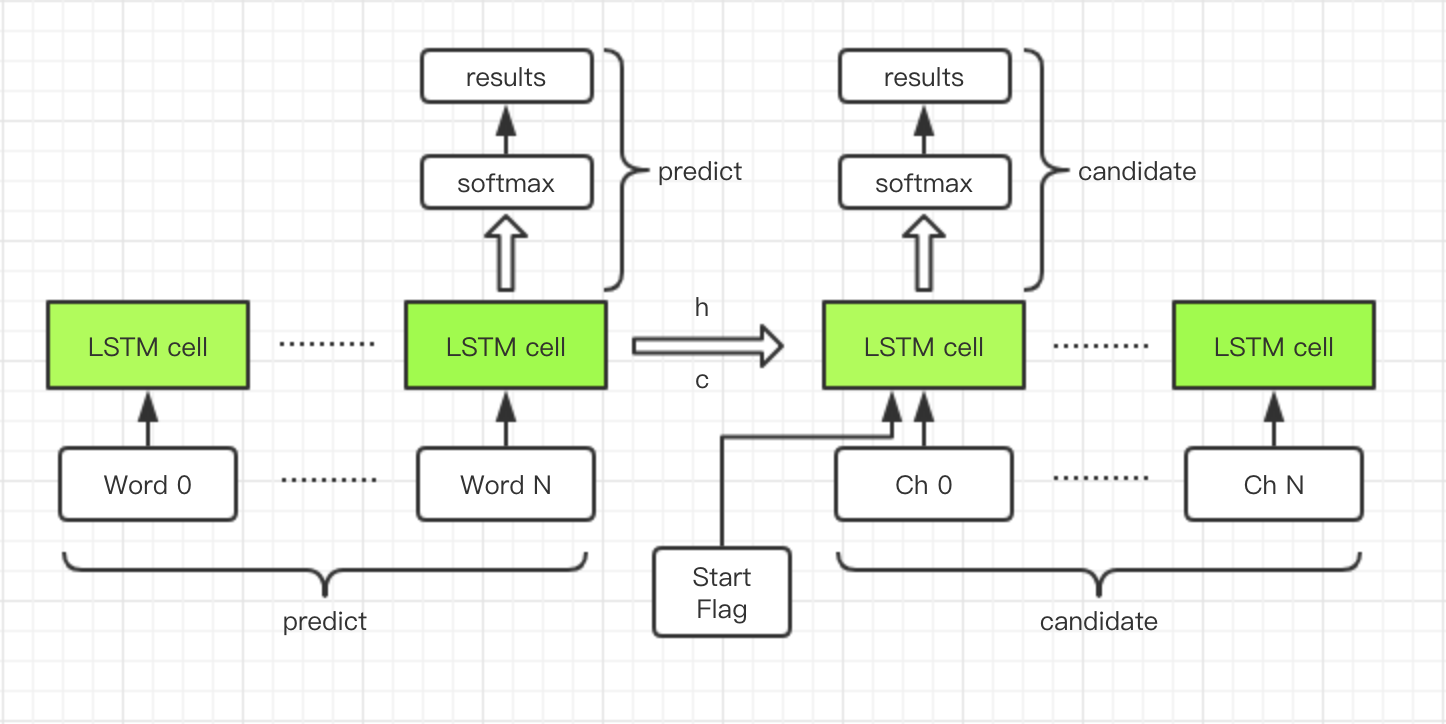 results
results
softmax
predict
softmax
candidate
h
LSTM cell
LSTM cell
LSTM cell
LSTM cell
c
Word 0
Word N
Ch 0
Ch N
Start
Flag
predict
candidate